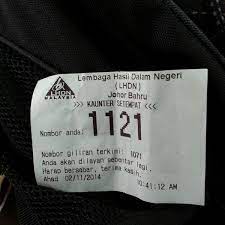 LHDN
MALAYSIA
Lembaga Hasil Dalam Negeri
(LHDN)
Johor Bahru
>>> KAUNTER SETEMPAT <<<
Nombor anda: 1121
Nombor giliran terkini: 1071
Anda akan dilayan sebentar lagi.
Harap bersabar, terima kasih.
Ahad 02/11/2014 10:41:12 AM